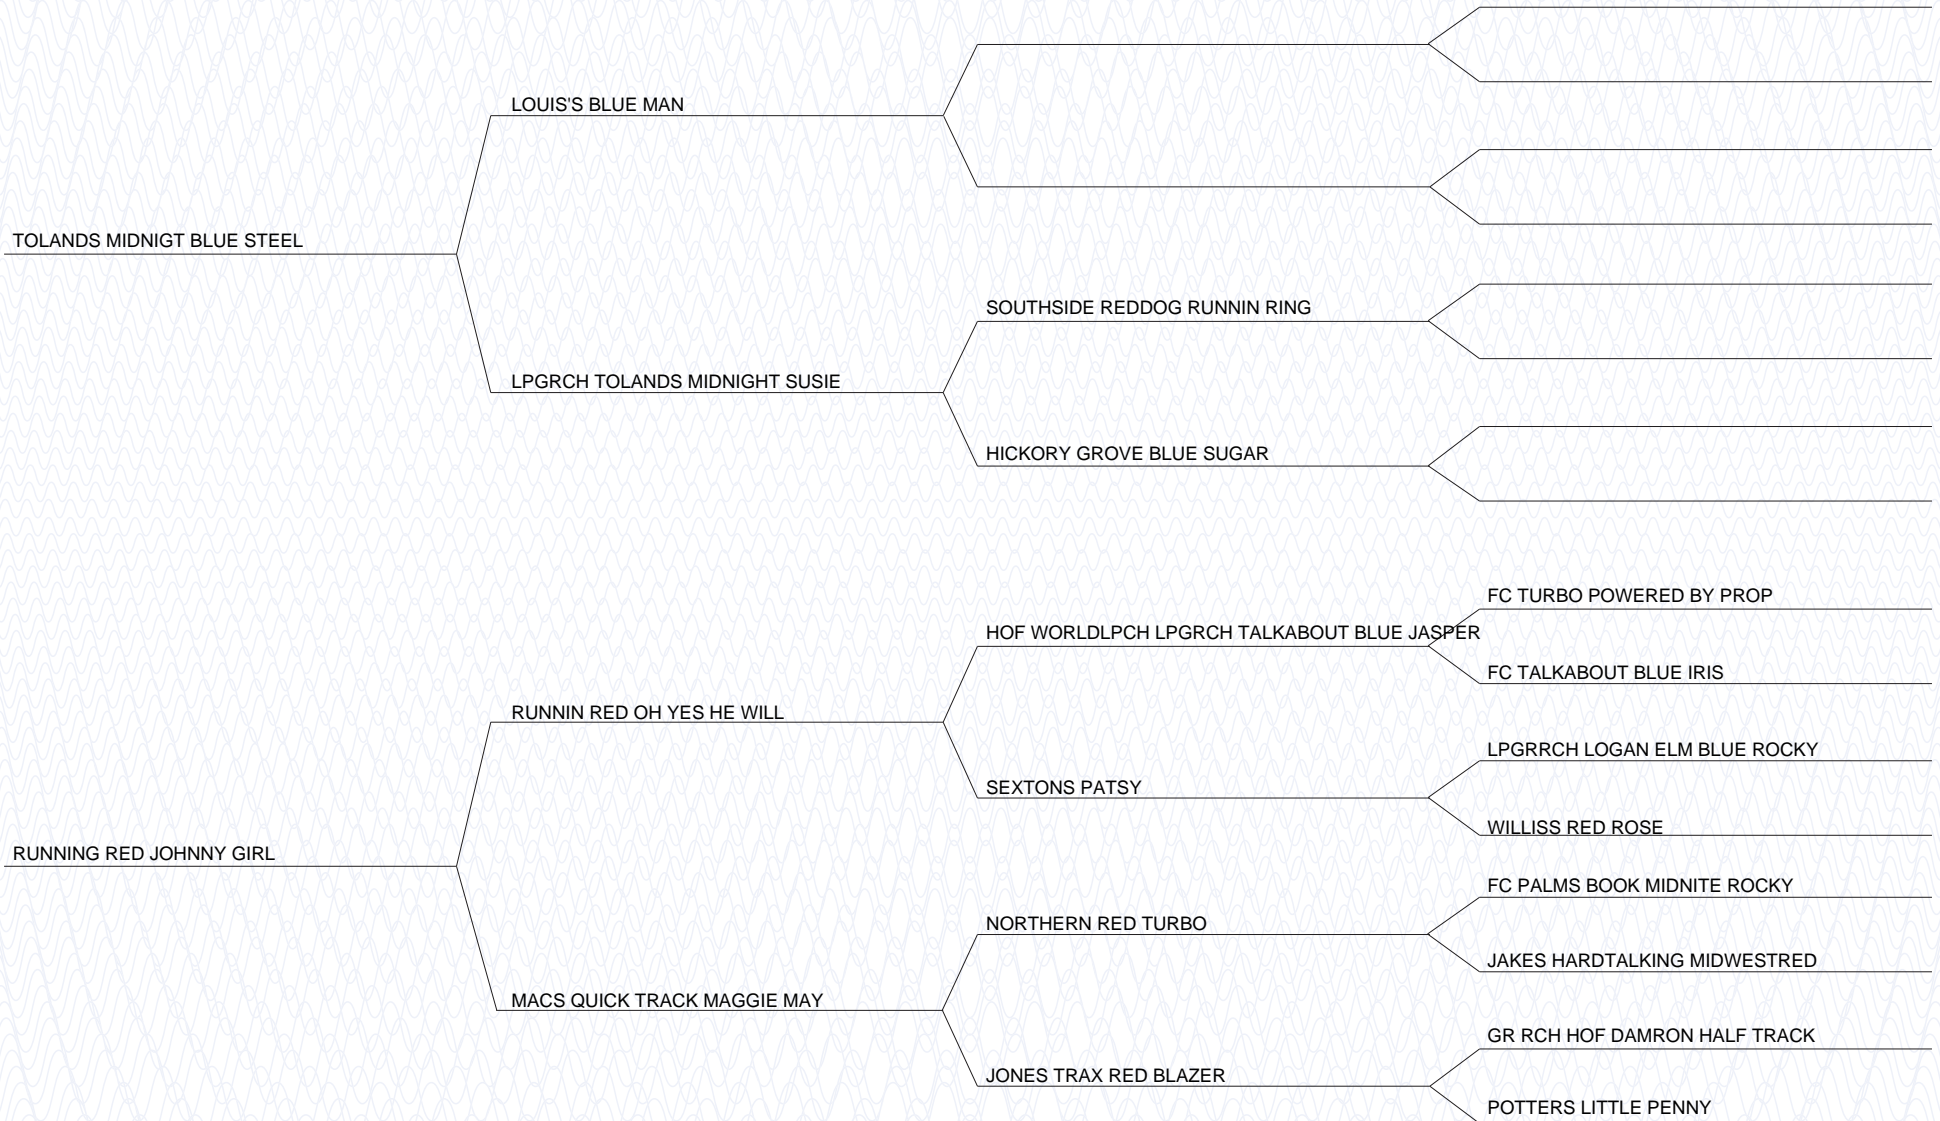 LOUIS'S BLUE MAN
TOLANDS MIDNIGT BLUE STEEL
SOUTHSIDE REDDOG RUNNIN RING
LPGRCH TOLANDS MIDNIGHT SUSIE
HICKORY GROVE BLUE SUGAR
FC TURBO POWERED BY PROP
HOF WORLDLPCH LPGRCH TALKABOUT BLUE JASPER
FC TALKABOUT BLUE IRIS
RUNNIN RED OH YES HE WILL
LPGRRCH LOGAN ELM BLUE ROCKY
SEXTONS PATSY
WILLISS RED ROSE
RUNNING RED JOHNNY GIRL
FC PALMS BOOK MIDNITE ROCKY
NORTHERN RED TURBO
JAKES HARDTALKING MIDWESTRED
MACS QUICK TRACK MAGGIE MAY
GR RCH HOF DAMRON HALF TRACK
JONES TRAX RED BLAZER
POTTERS LITTLE PENNY